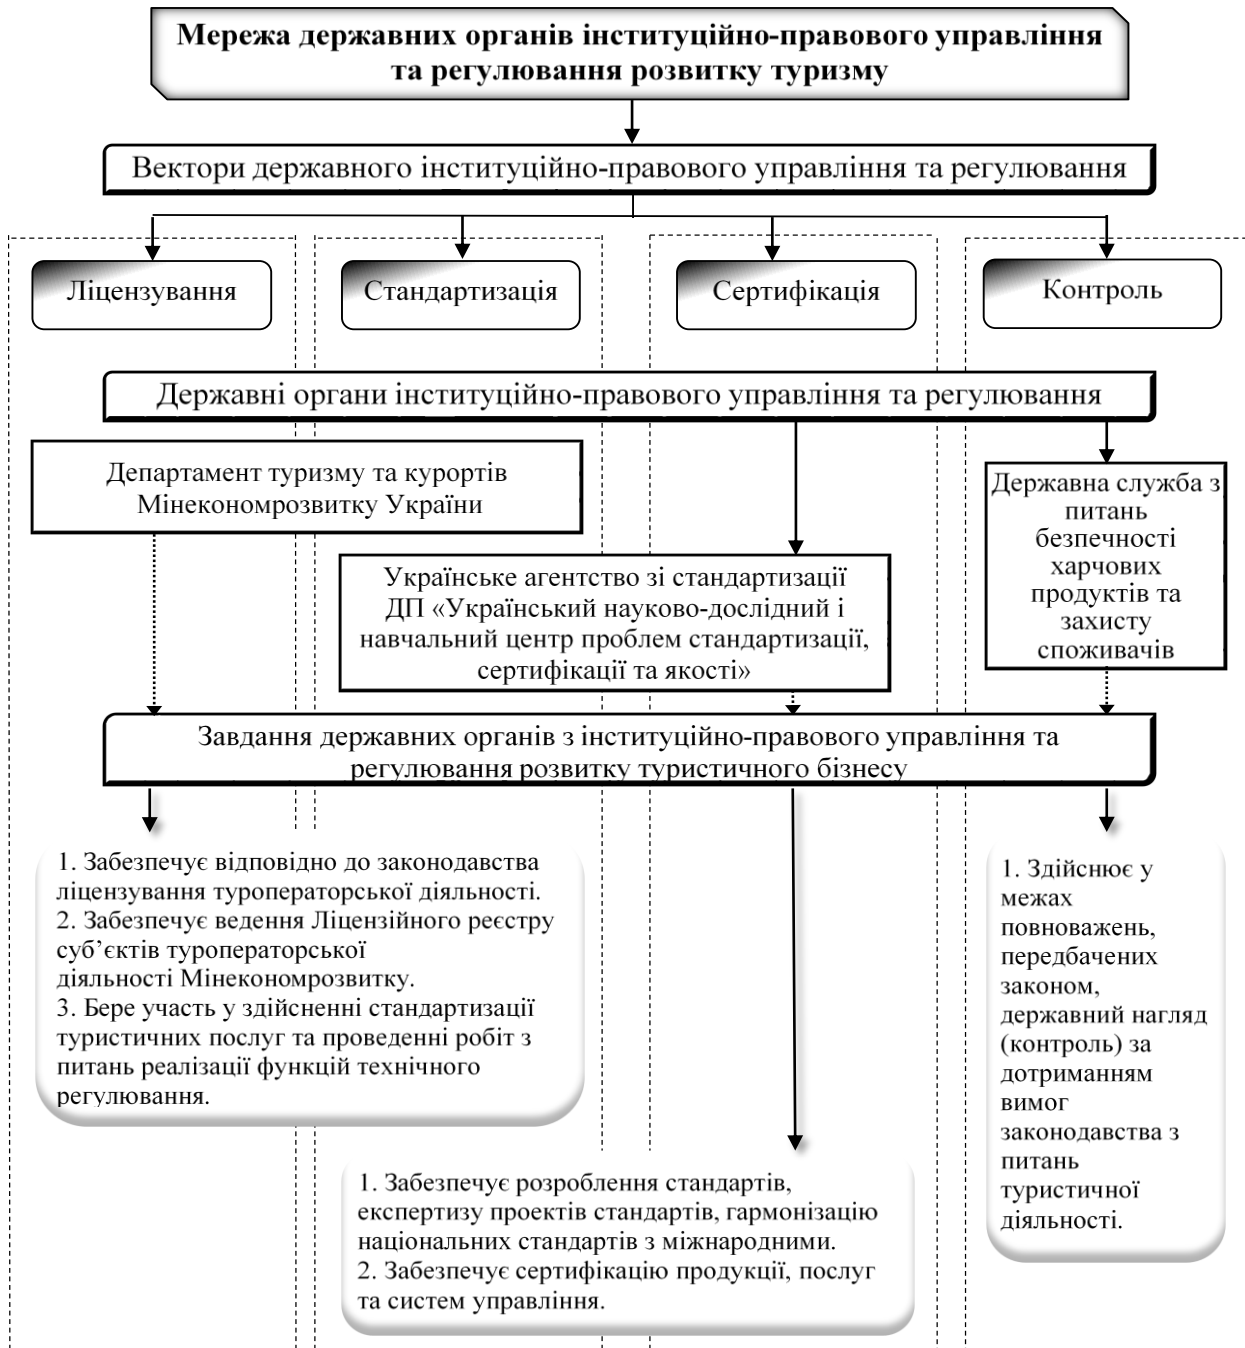 Мережа державних органів інституційно-правового управління
та регулювання розвитку туризму
Вектори державного інституційно-правового управління та регулювання
Ліцензування
Стандартизація
Сертифікація
Контроль
Державні органи інституційно-правового управління та регулювання
Департамент туризму та курортів
Мінекономрозвитку України
Українське агентство зі стандартизації
ДП «Український науково-дослідний і
навчальний центр проблем стандартизації,
сертифікації та якості»
Державна служба з
питань
безпечності
харчових
продуктів та
захисту
споживачів
Завдання державних органів з інституційно-правового управління та
регулювання розвитку туристичного бізнесу
1. Забезпечує відповідно до законодавства
ліцензування туроператорської діяльності.
2. Забезпечує ведення Ліцензійного реєстру
суб’єктів туроператорської
діяльності Мінекономрозвитку.
3. Бере участь у здійсненні стандартизації
туристичних послуг та проведенні робіт з
питань реалізації функцій технічного
регулювання.
1. Забезпечує розроблення стандартів,
експертизу проектів стандартів, гармонізацію
національних стандартів з міжнародними.
2. Забезпечує сертифікацію продукції, послуг
та систем управління.
1. Здійснює у
межах
повноважень,
передбачених
законом,
державний нагляд
(контроль) за
дотриманням
вимог
законодавства з
питань
туристичної
діяльності.